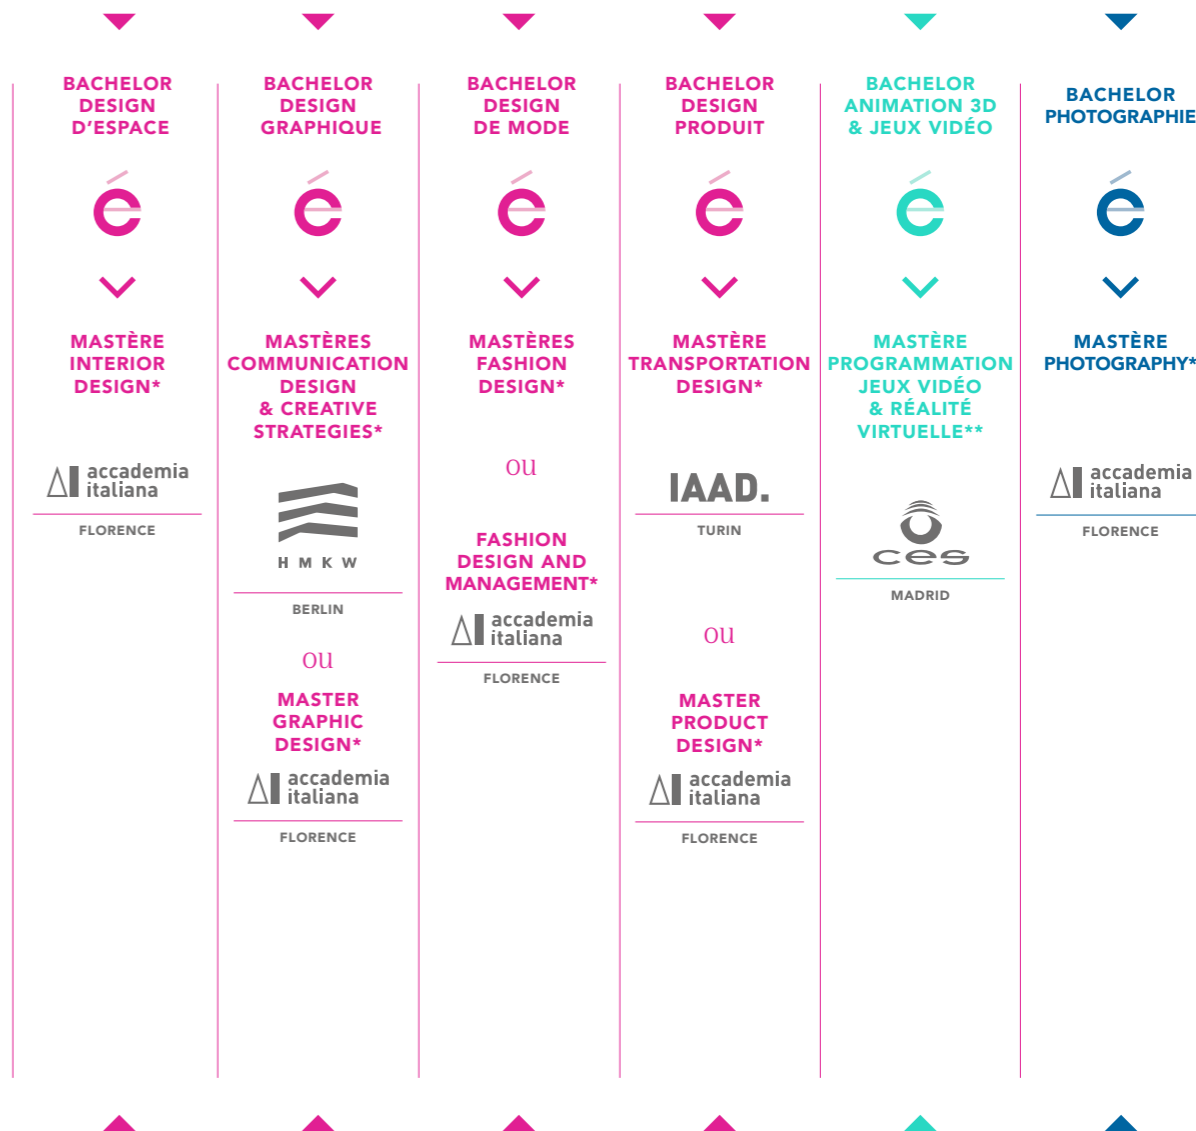 BACHELOR
DESIGN
D’ESPACE
é
MASTÈRE
INTERIOR
DESIGN*
accademia
italiana
FLORENCE
BACHELOR
DESIGN
GRAPHIQUE
é
MASTÈRES
COMMUNICATION
DESIGN
& CREATIVE
STRATEGIES*
HMKW
BERLIN
ou
MASTER
GRAPHIC
DESIGN*
accademia
italiana
FLORENCE
BACHELOR
DESIGN
DE MODE
é
MASTÈRES
FASHION
DESIGN*
ou
FASHION
DESIGN AND
MANAGEMENT*
accademia
italiana
FLORENCE
BACHELOR
DESIGN
PRODUIT
é
MASTÈRE
TRANSPORTATION
DESIGN*
IAAD.
TURIN
ou
MASTER
PRODUCT
DESIGN*
accademia
italiana
FLORENCE
BACHELOR
ANIMATION 3D
& JEUX VIDÉO
é
MASTÈRE
PROGRAMMATION
JEUX VIDÉO
& RÉALITÉ
VIRTUELLE**
ces
MADRID
BACHELOR
PHOTOGRAPHIE
é
MASTÈRE
PHOTOGRAPHY*
accademia
italiana
FLORENCE